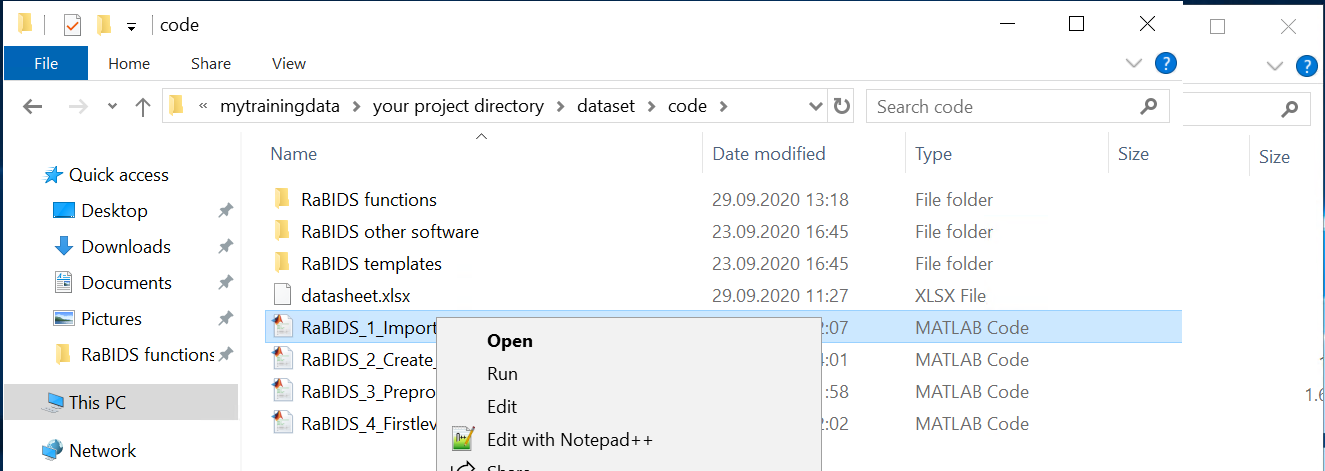 code
File Home Share View
« mytrainingdata > your project directory > dataset > code > Search code
Name Date modified Type Size Size
Quick access
Desktop
Downloads
Documents
Pictures
RaBIDS functions
This PC
Network
RaBIDS functions 29.09.2020 13:18 File folder
RaBIDS other software 23.09.2020 16:45 File folder
RaBIDS templates 23.09.2020 16:45 File folder
datasheet.xlsx 29.09.2020 11:27 XLSX File
RaBIDS_1_Import 2:07 MATLAB Code
RaBIDS_2_Create_ 4:01 MATLAB Code
RaBIDS_3_Prepro :58 MATLAB Code
RaBIDS_4_Firstlev 2:02 MATLAB Code
Open
Run
Edit
Edit with Notepad++
Share
1.6